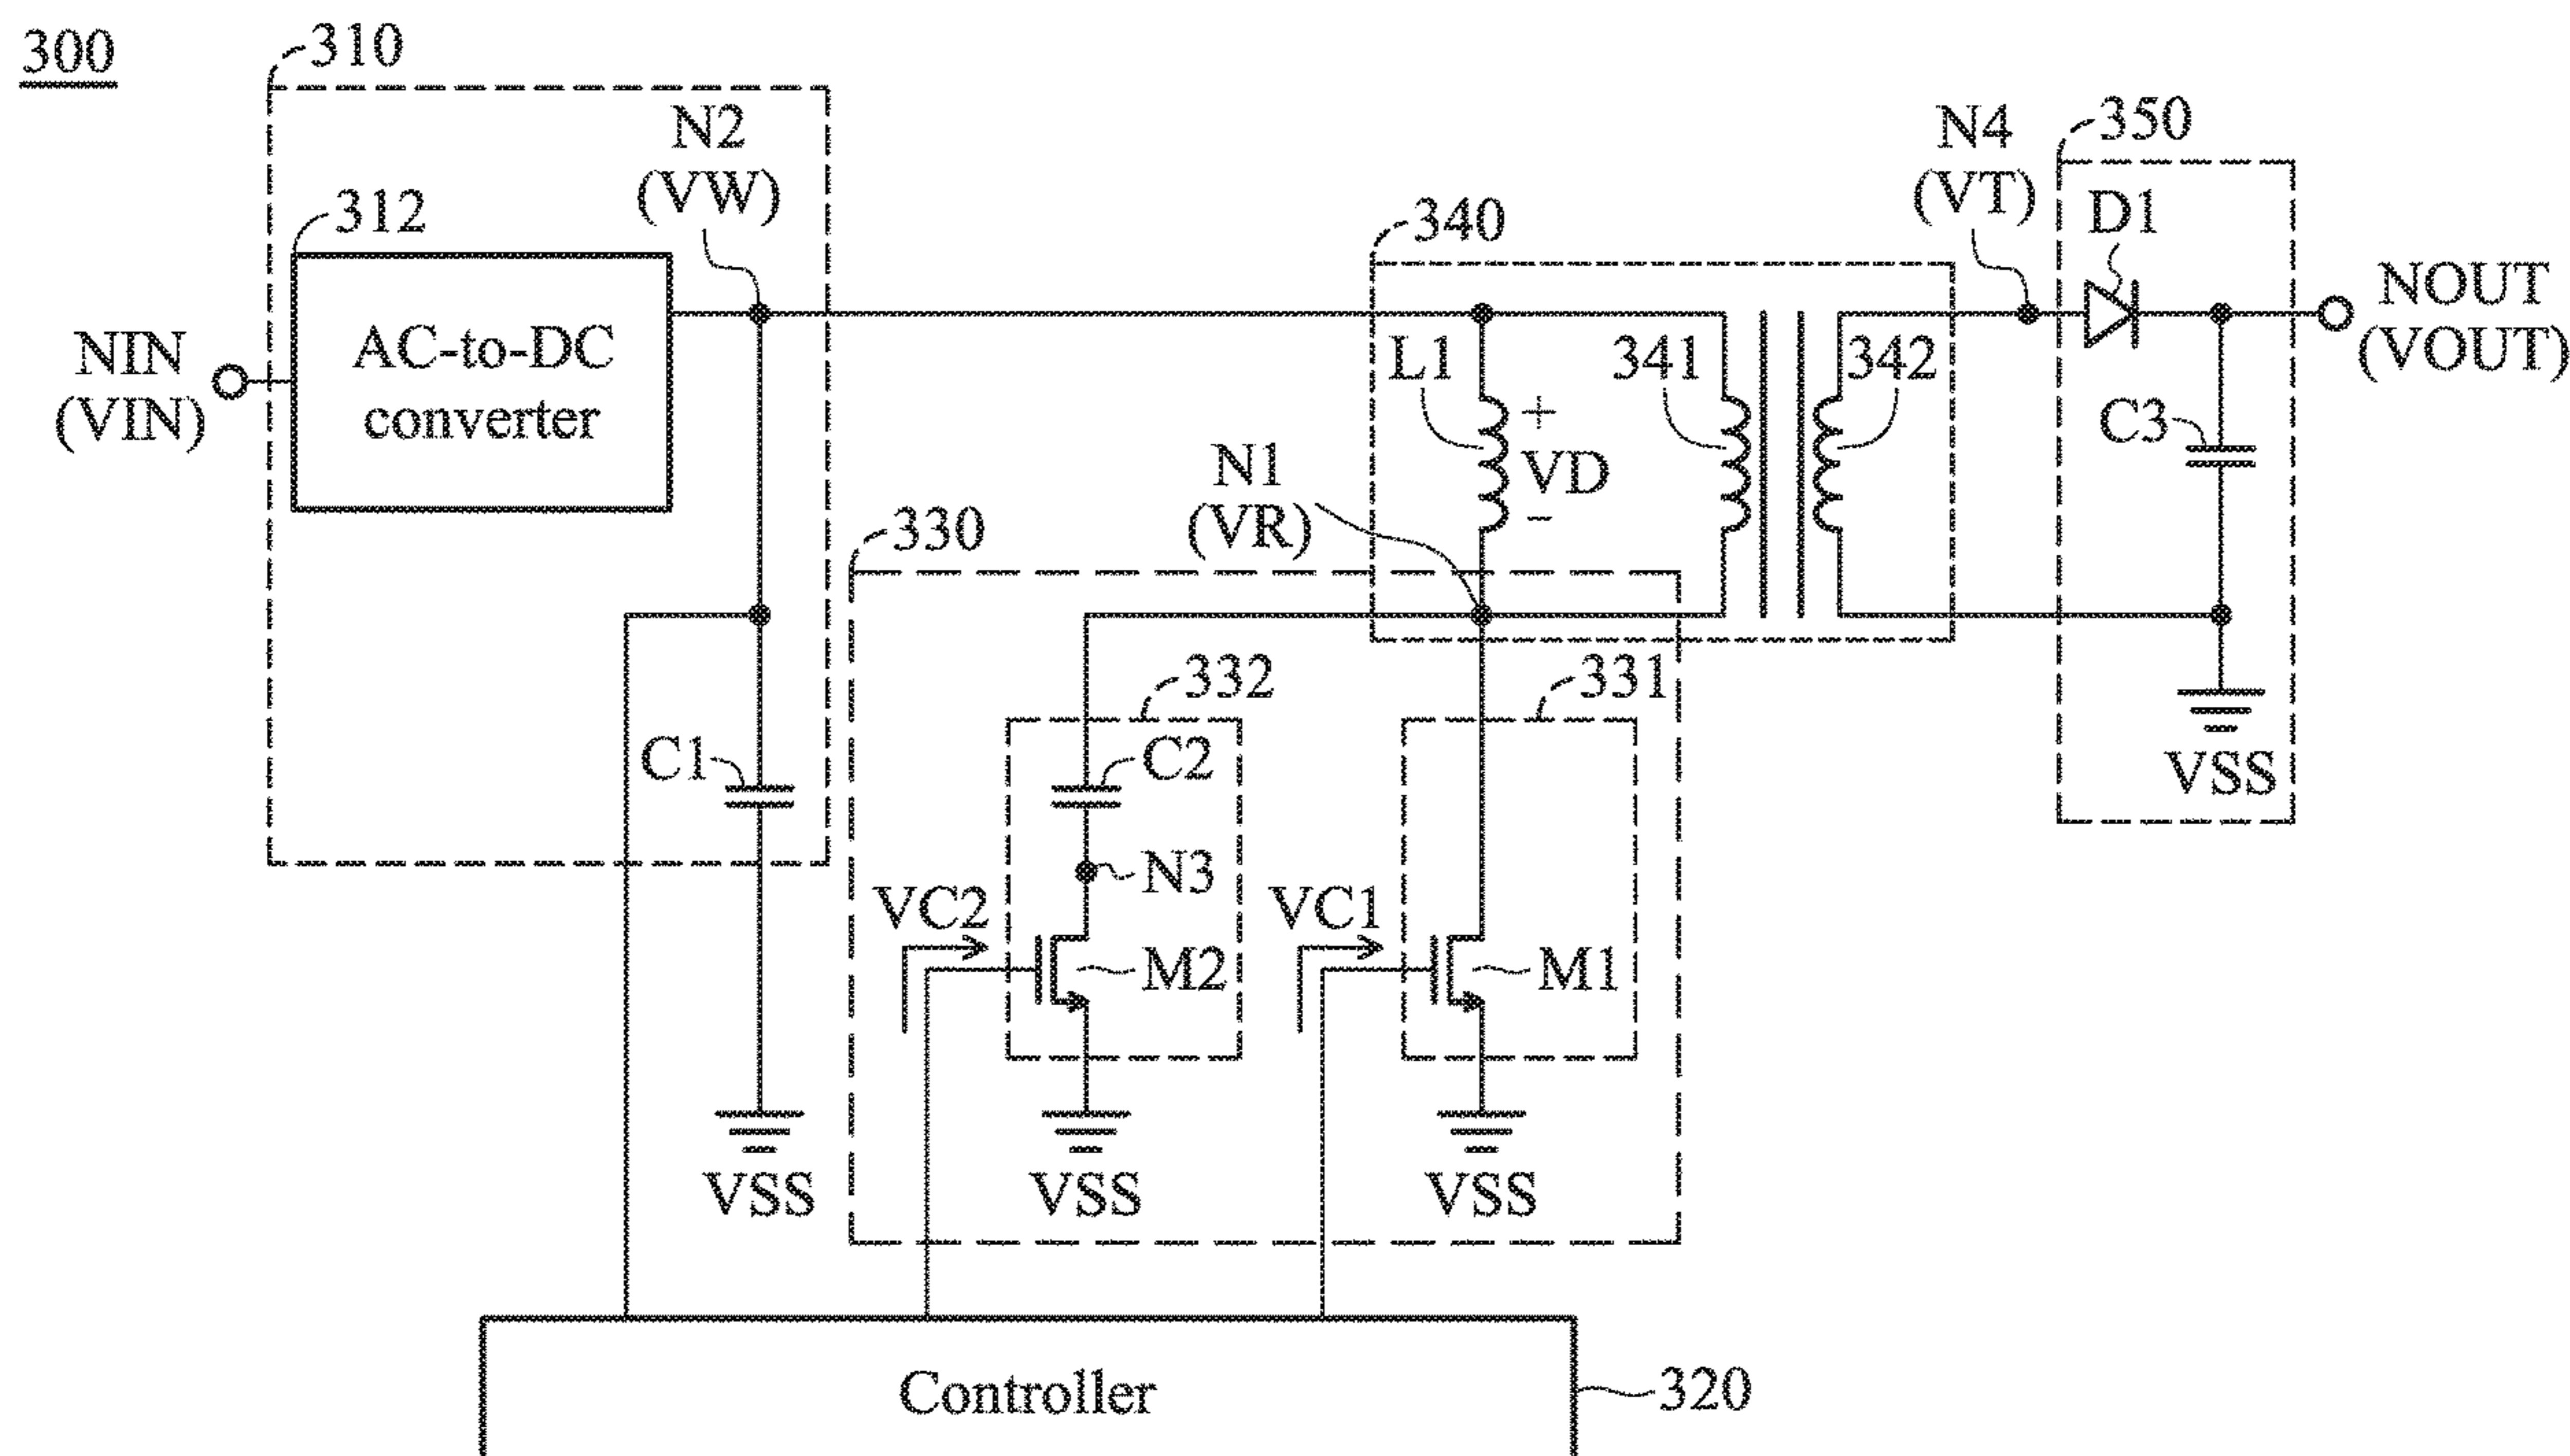 300
310
N2
(VW)
N4
(VT)
350
312
340
D1
NIN
(VIN)
AC-to-DC
converter
L1
+
VD
−
341
342
NOUT
(VOUT)
C3
N1
(VR)
330
332
331
C1
C2
VSS
N3
VC2
VC1
M2
M1
VSS
VSS
VSS
Controller
320